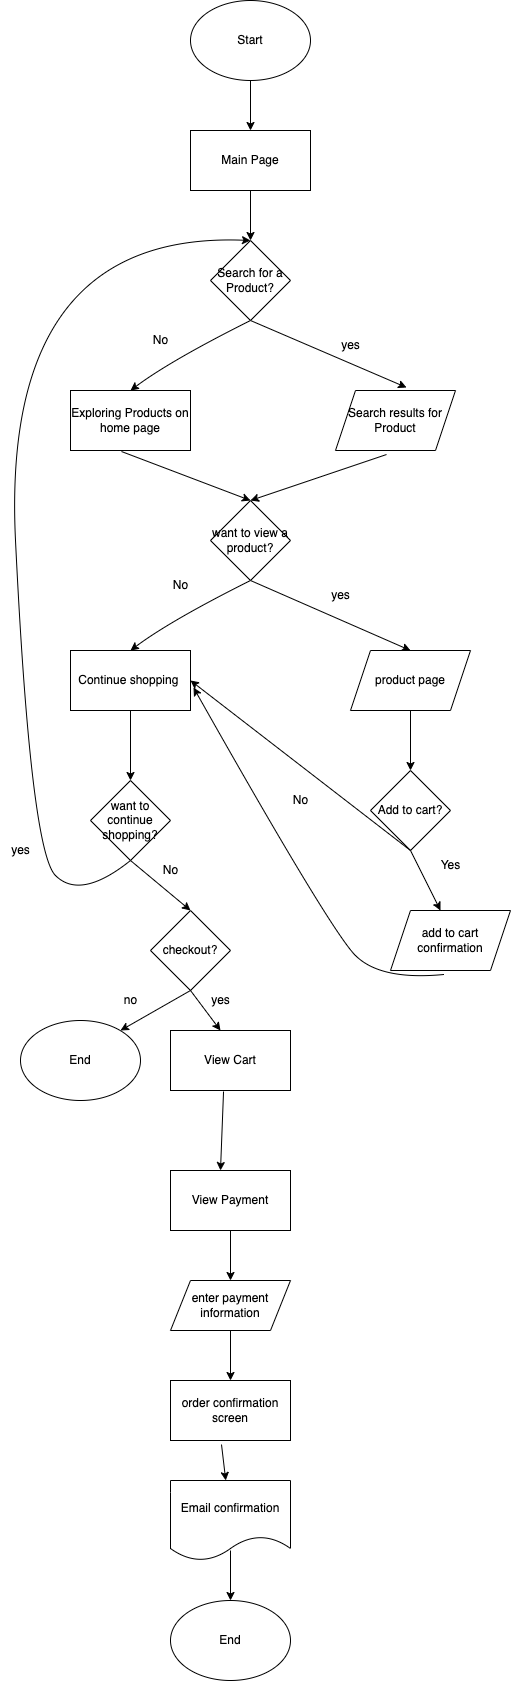 Start
Main Page
Search for a
Product?
No
yes
Exploring Products on
home page
Search results for
Product
want to view a
product?
No
yes
Continue shopping
product page
want to
continue
shopping?
No
Add to cart?
yes
No
Yes
checkout?
add to cart
confirmation
no
yes
End
View Cart
View Payment
enter payment
information
order confirmation
screen
Email confirmation
End